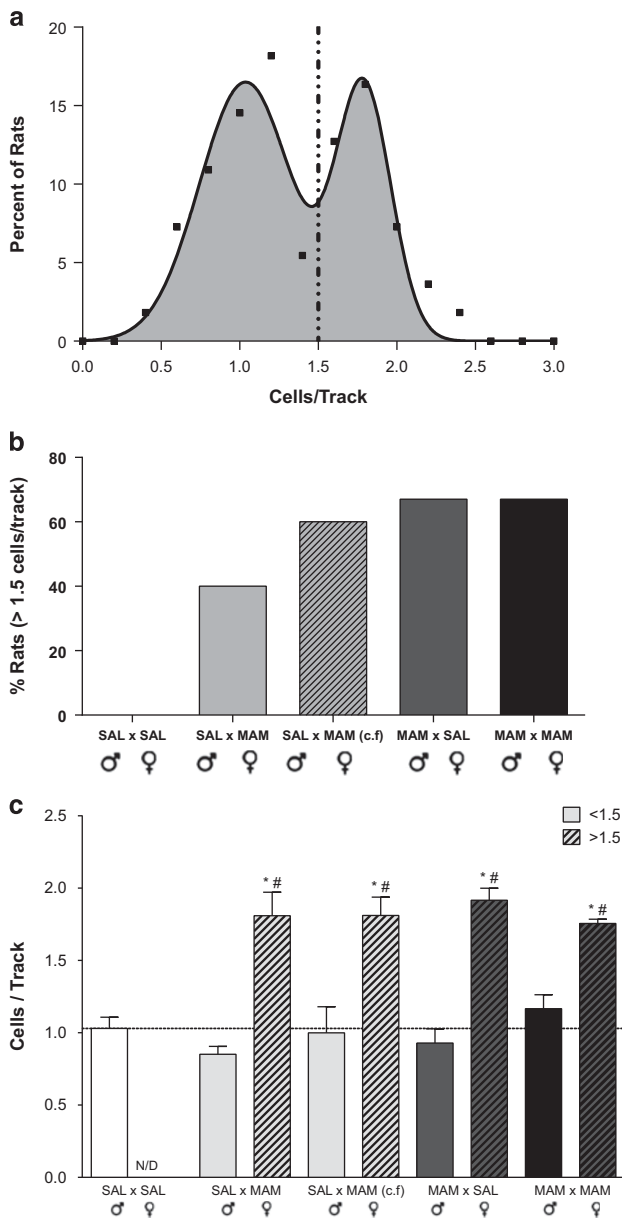 a
20
15
10
5
0
Percent of Rats
0.0 0.5 1.0 1.5 2.0 2.5 3.0
Cells/Track
b
80
60
40
20
0
% Rats (> 1.5 cells/track)
SAL x SAL SAL x MAM SAL x MAM (c.f) MAM x SAL MAM x MAM
♂ ♀ ♂ ♀ ♂ ♀ ♂ ♀ ♂ ♀
c
2.5
2.0
1.5
1.0
0.5
0.0
Cells / Track
<1.5
>1.5
* # * # * # * #
N/D
SAL x SAL SAL x MAM SAL x MAM (c.f) MAM x SAL MAM x MAM
♂ ♀ ♂ ♀ ♂ ♀ ♂ ♀ ♂ ♀